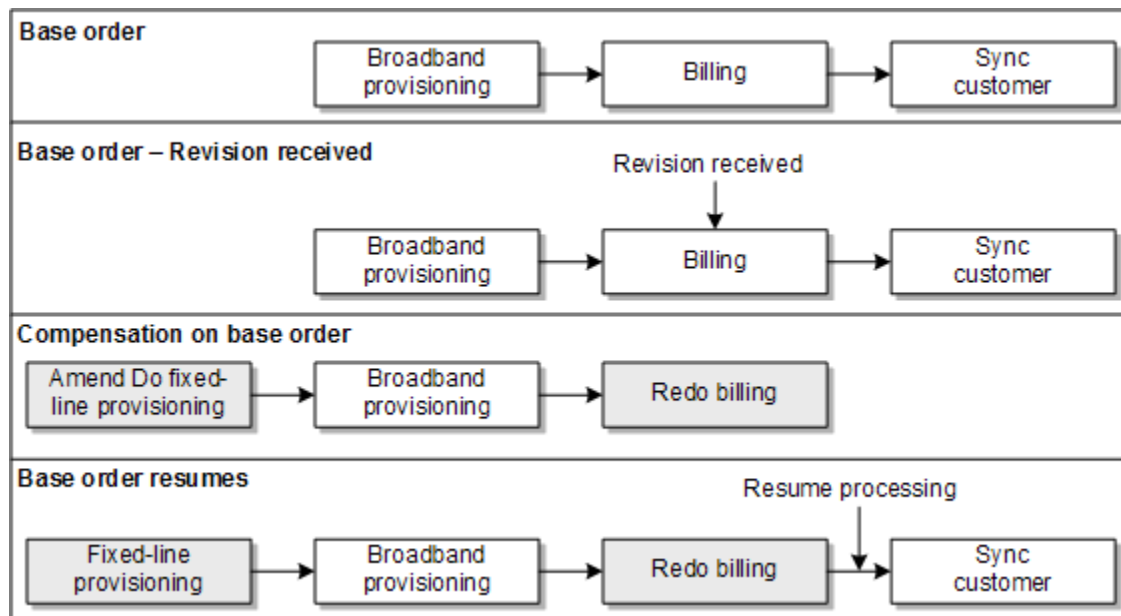 Base order
Broadband
provisioning
Billing
Sync
customer
Base order – Revision received
Revision received
Broadband
provisioning
Billing
Sync
customer
Compensation on base order
Amend Do fixed-
line provisioning
Broadband
provisioning
Redo billing
Base order resumes
Resume processing
Fixed-line
provisioning
Broadband
provisioning
Redo billing
Sync
customer